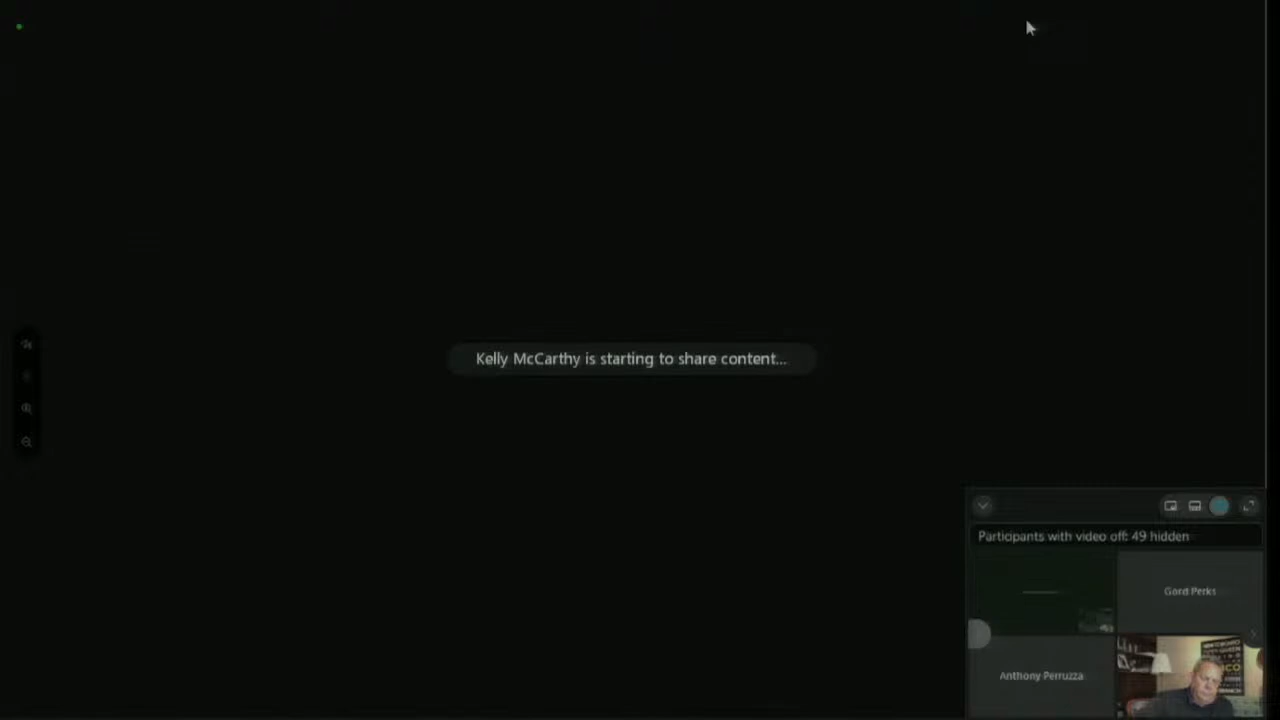 Kelly McCarthy is starting to share content...
Participants with video off: 49 hidden
Gord Perks
Anthony Perruzza